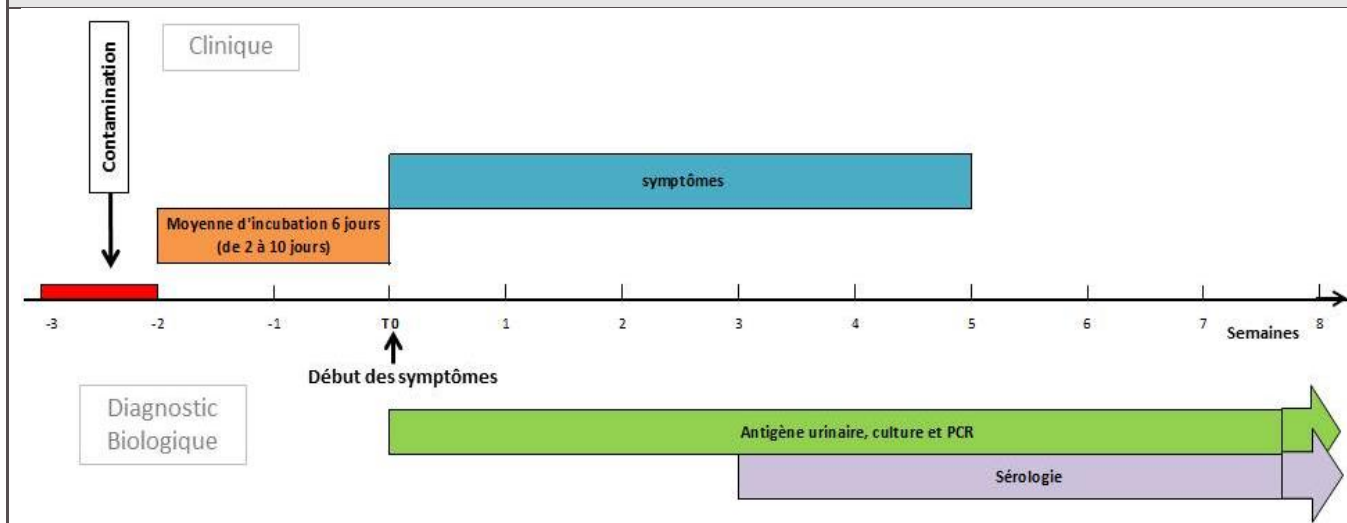 Clinique
Contamination
symptômes
Moyenne d'incubation 6 jours
(de 2 à 10 jours)
-3 -2 -1 T0 1 2 3 4 5 6 7 8
Semaines
Début des symptômes
Diagnostic
Biologique
Antigène urinaire, culture et PCR
Sérologie